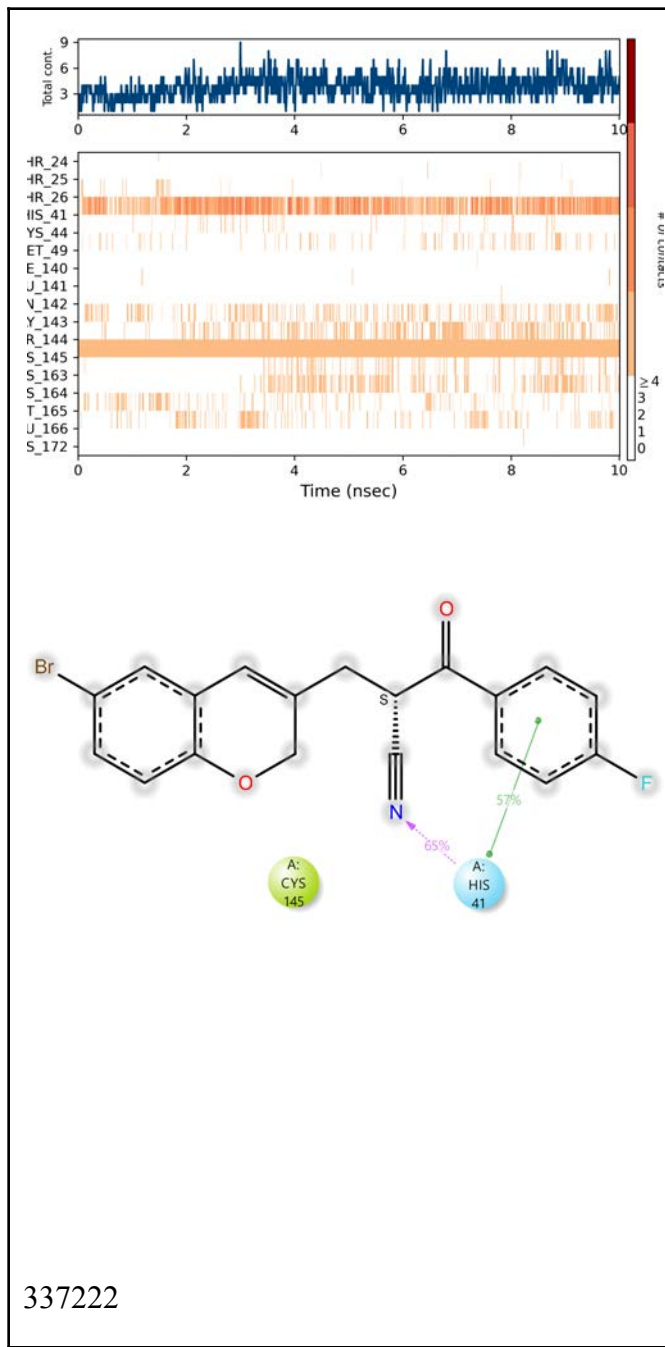 Total cont.
9
6
3
0 2 4 6 8 10
HR_24
HR_25
HR_26
HIS_41
YS_44
ET_49
E_140
U_141
N_142
Y_143
R_144
S_145
S_163
S_164
T_165
U_166
S_172
0 2 4 6 8 10
Time (nsec)
# of contacts
≥4
3
2
1
0
Br
O
S
O
N
F
57%
65%
A:
CYS
145
A:
HIS
41
337222